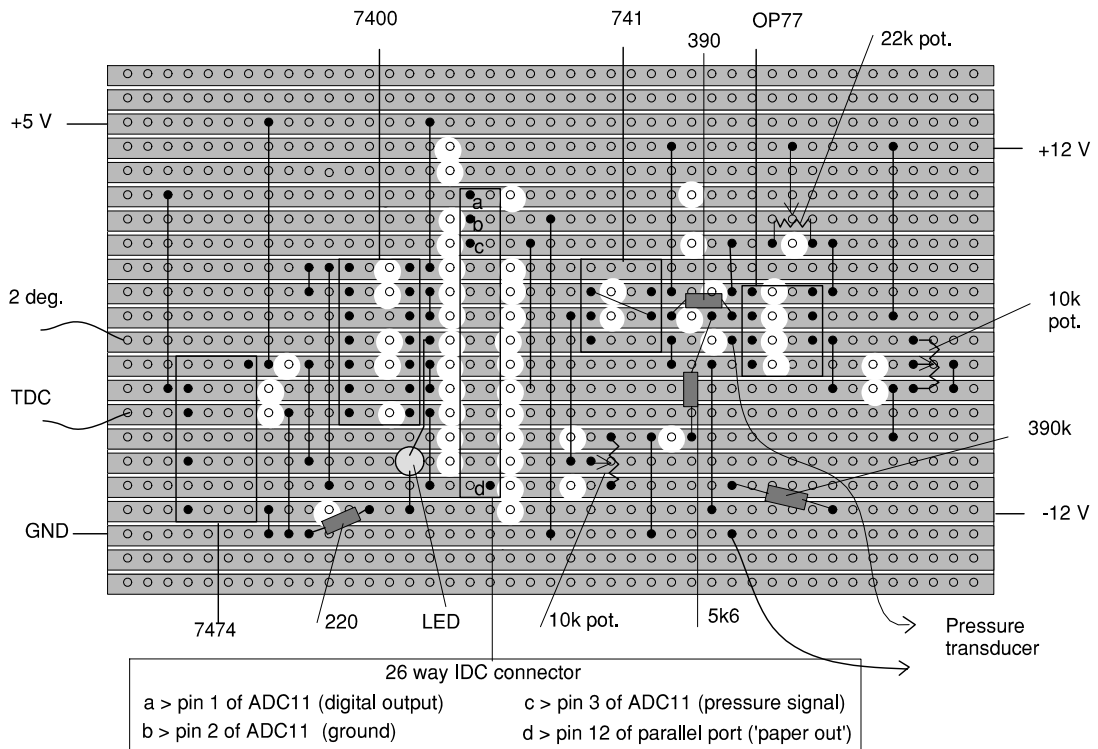 7400
741
OP77
390
22k pot.
+5 V
+12 V
a
b
c
2 deg.
10k
pot.
TDC
390k
d
-12 V
GND
7474
220
LED
10k pot.
5k6
Pressure
transducer
26 way IDC connector
a > pin 1 of ADC11 (digital output)
c > pin 3 of ADC11 (pressure signal)
b > pin 2 of ADC11 (ground)
d > pin 12 of parallel port ('paper out')